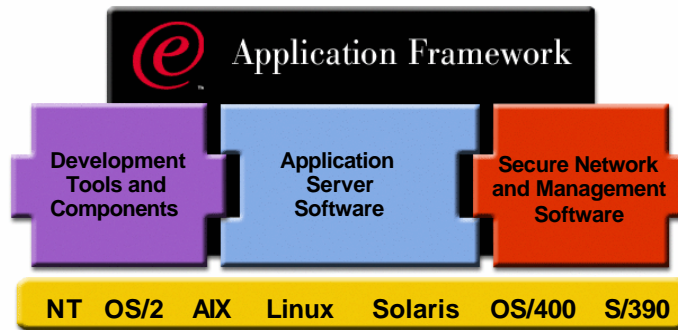 e Application Framework
TM
Development
Tools and
Components
Application
Server
Software
Secure Network
and Management
Software
NT OS/2 AIX Linux Solaris OS/400 S/390